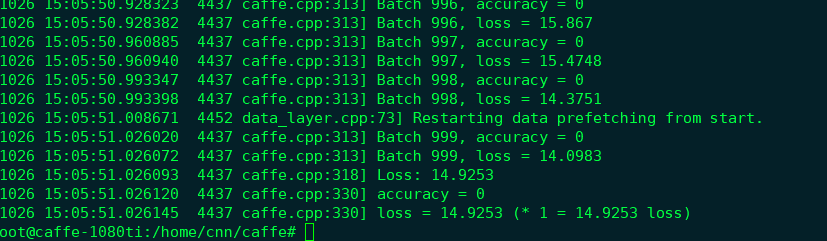 1026 15:05:50.928323  4437 caffe.cpp:313] Batch 996, accuracy = 0
1026 15:05:50.928382  4437 caffe.cpp:313] Batch 996, loss = 15.867
1026 15:05:50.960885  4437 caffe.cpp:313] Batch 997, accuracy = 0
1026 15:05:50.960940  4437 caffe.cpp:313] Batch 997, loss = 15.4748
1026 15:05:50.993347  4437 caffe.cpp:313] Batch 998, accuracy = 0
1026 15:05:50.993398  4437 caffe.cpp:313] Batch 998, loss = 14.3751
1026 15:05:51.008671  4452 data_layer.cpp:73] Restarting data prefetching from start.
1026 15:05:51.026020  4437 caffe.cpp:313] Batch 999, accuracy = 0
1026 15:05:51.026072  4437 caffe.cpp:313] Batch 999, loss = 14.0983
1026 15:05:51.026093  4437 caffe.cpp:318] Loss: 14.9253
1026 15:05:51.026120  4437 caffe.cpp:330] accuracy = 0
1026 15:05:51.026145  4437 caffe.cpp:330] loss = 14.9253 (* 1 = 14.9253 loss)
oot@caffe-1080ti:/home/cnn/caffe#